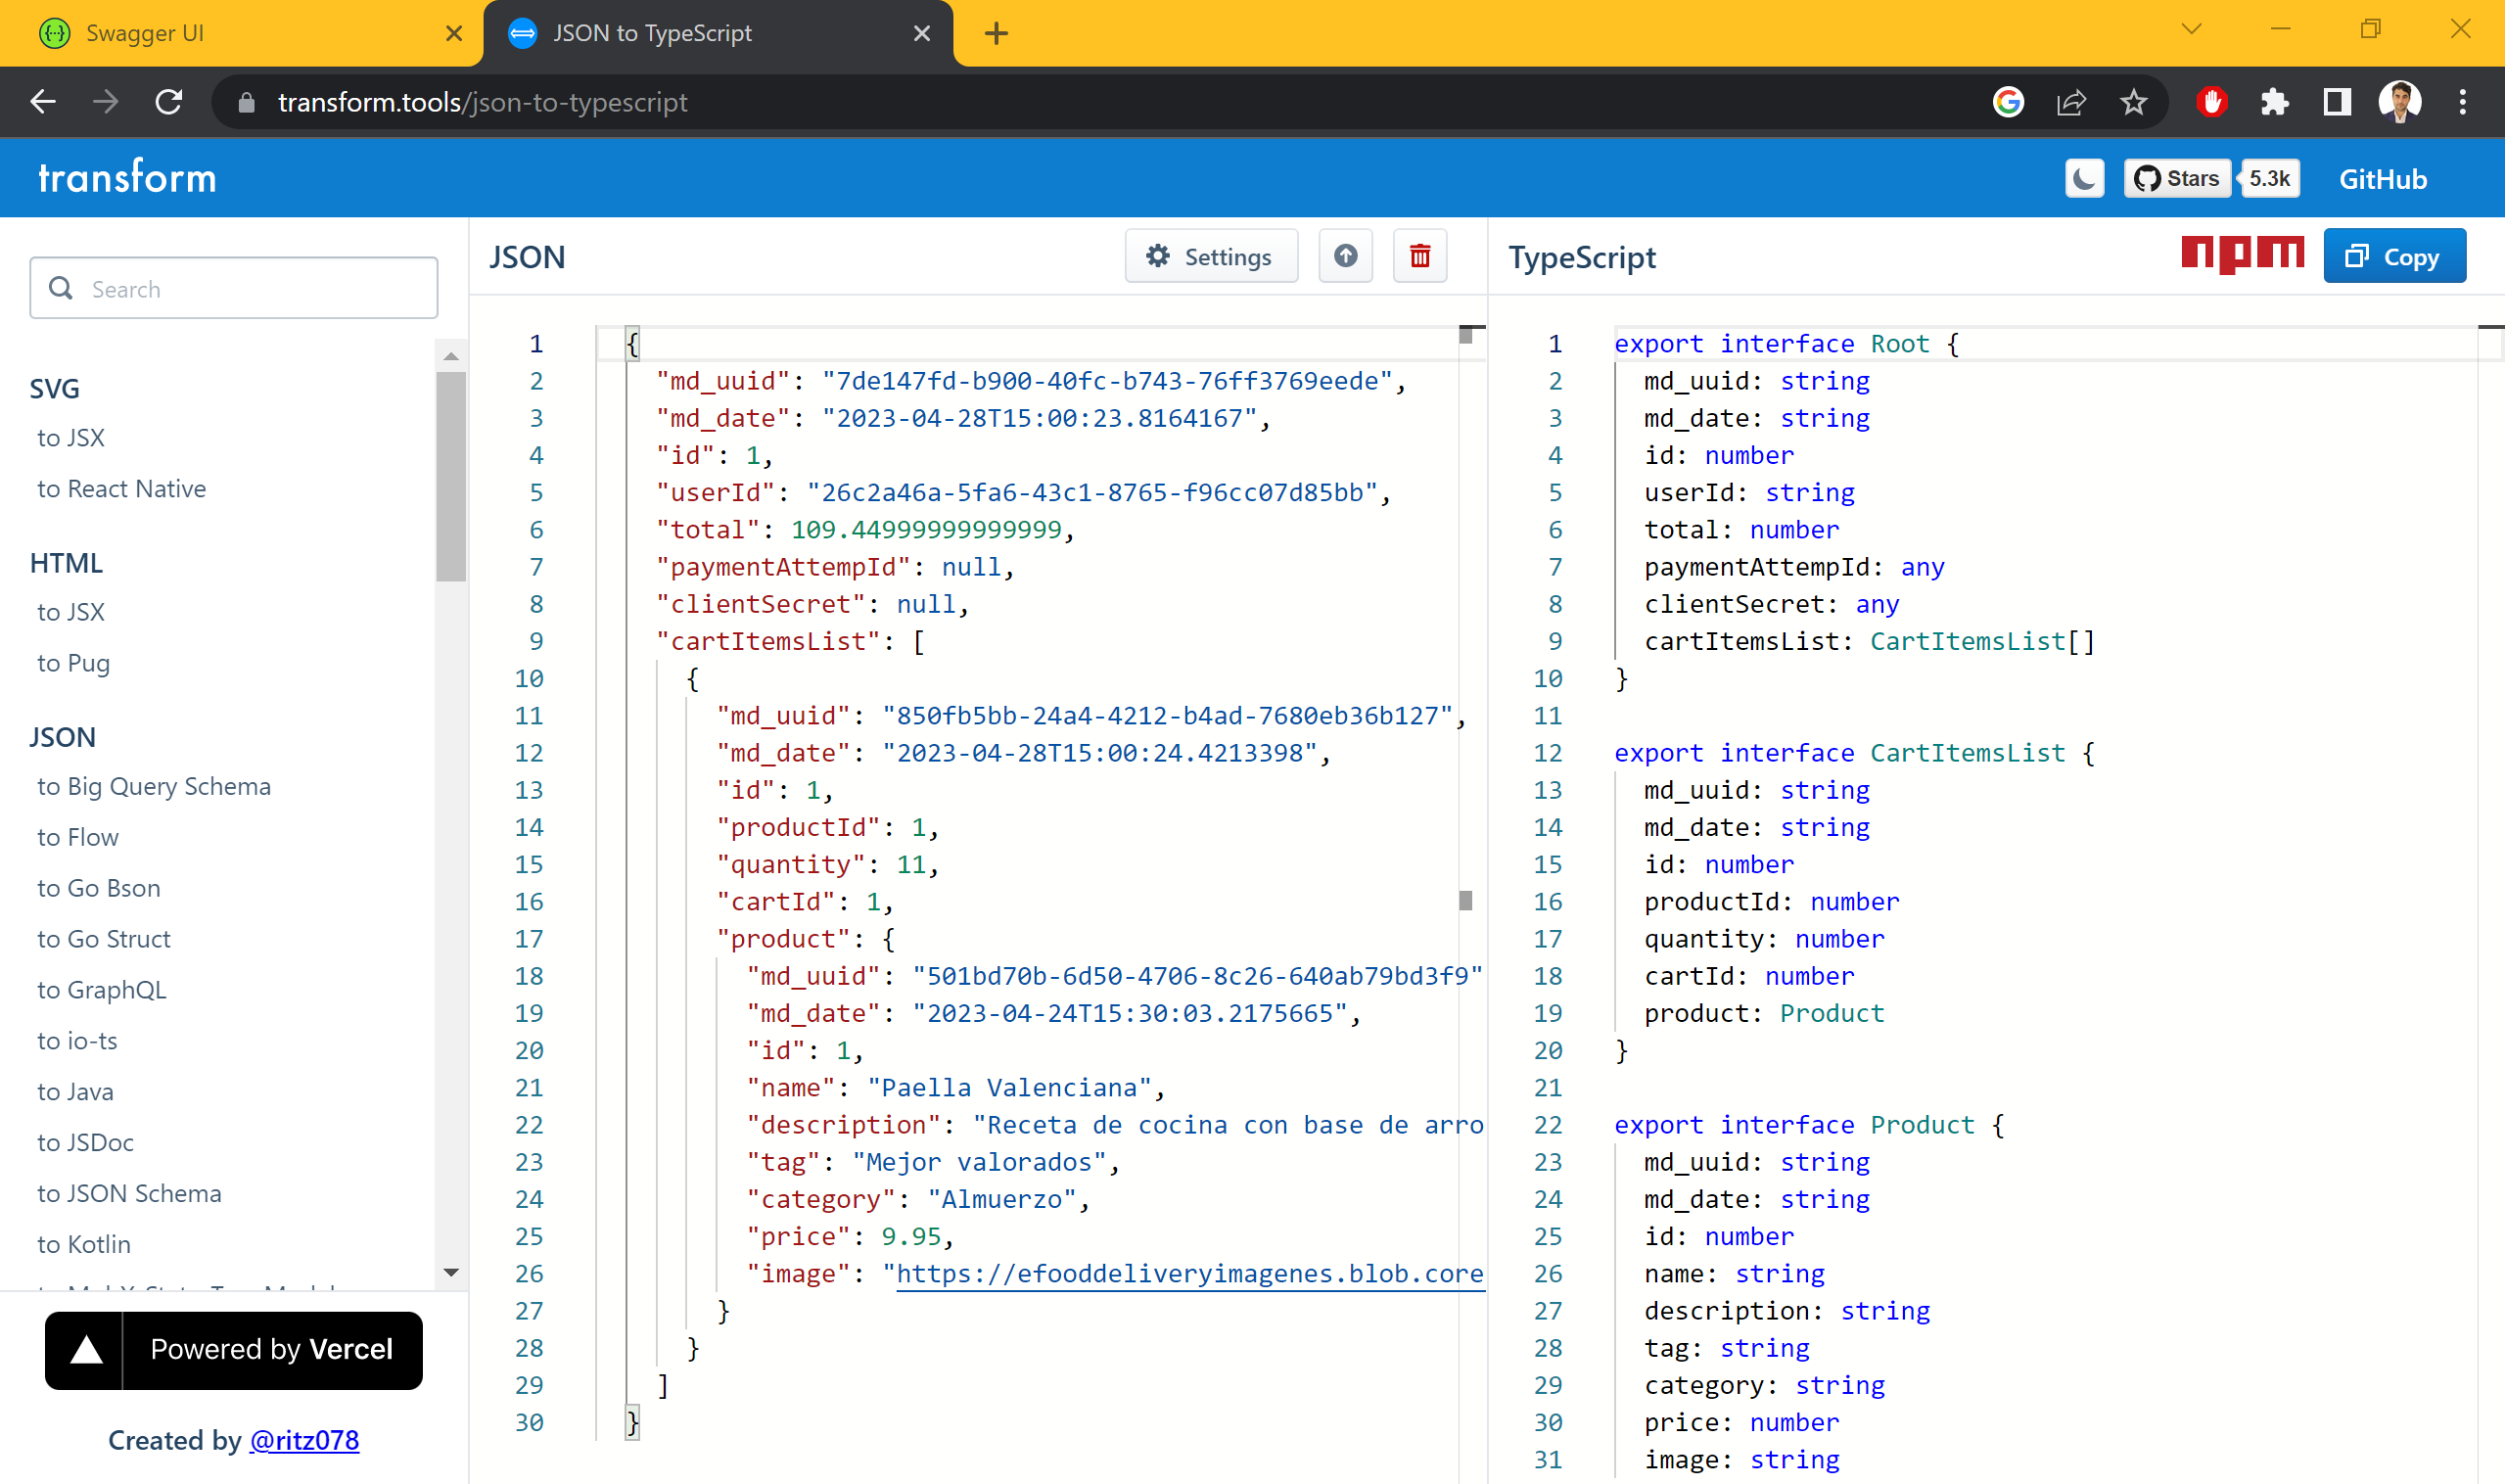 Swagger UI
JSON to TypeScript
transform.tools/json-to-typescript
transform
Stars
5.3k
GitHub
Search
SVG
to JSX
to React Native
HTML
to JSX
to Pug
JSON
to Big Query Schema
to Flow
to Go Bson
to Go Struct
to GraphQL
to io-ts
to Java
to JSDoc
to JSON Schema
to Kotlin
Powered by Vercel
Created by @ritz078
JSON
Settings
1 {
2 "md_uuid": "7de147fd-b900-40fc-b743-76ff3769eede",
3 "md_date": "2023-04-28T15:00:23.8164167",
4 "id": 1,
5 "userId": "26c2a46a-5fa6-43c1-8765-f96cc07d85bb",
6 "total": 109.44999999999999,
7 "paymentAttempId": null,
8 "clientSecret": null,
9 "cartItemsList": [
10 {
11 "md_uuid": "850fb5bb-24a4-4212-b4ad-7680eb36b127",
12 "md_date": "2023-04-28T15:00:24.4213398",
13 "id": 1,
14 "productId": 1,
15 "quantity": 11,
16 "cartId": 1,
17 "product": {
18 "md_uuid": "501bd70b-6d50-4706-8c26-640ab79bd3f9"
19 "md_date": "2023-04-24T15:30:03.2175665",
20 "id": 1,
21 "name": "Paella Valenciana",
22 "description": "Receta de cocina con base de arro
23 "tag": "Mejor valorados",
24 "category": "Almuerzo",
25 "price": 9.95,
26 "image": "https://efooddeliveryimagenes.blob.core
27 }
28 }
29 ]
30 }
TypeScript
npm
Copy
1 export interface Root {
2 md_uuid: string
3 md_date: string
4 id: number
5 userId: string
6 total: number
7 paymentAttempId: any
8 clientSecret: any
9 cartItemsList: CartItemsList[]
10 }
11
12 export interface CartItemsList {
13 md_uuid: string
14 md_date: string
15 id: number
16 productId: number
17 quantity: number
18 cartId: number
19 product: Product
20 }
21
22 export interface Product {
23 md_uuid: string
24 md_date: string
25 id: number
26 name: string
27 description: string
28 tag: string
29 category: string
30 price: number
31 image: string